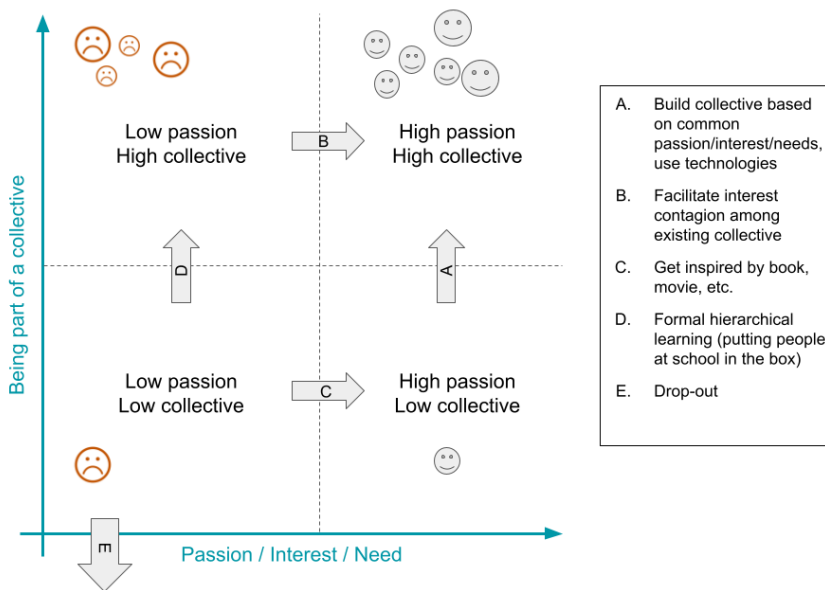 Low passion
High collective
B
High passion
High collective
D
A
Low passion
Low collective
C
High passion
Low collective
E
Being part of a collective
Passion / Interest / Need
A. Build collective based
on common
passion/interest/needs,
use technologies
B. Facilitate interest
contagion among
existing collective
C. Get inspired by book,
movie, etc.
D. Formal hierarchical
learning (putting people
at school in the box)
E. Drop-out